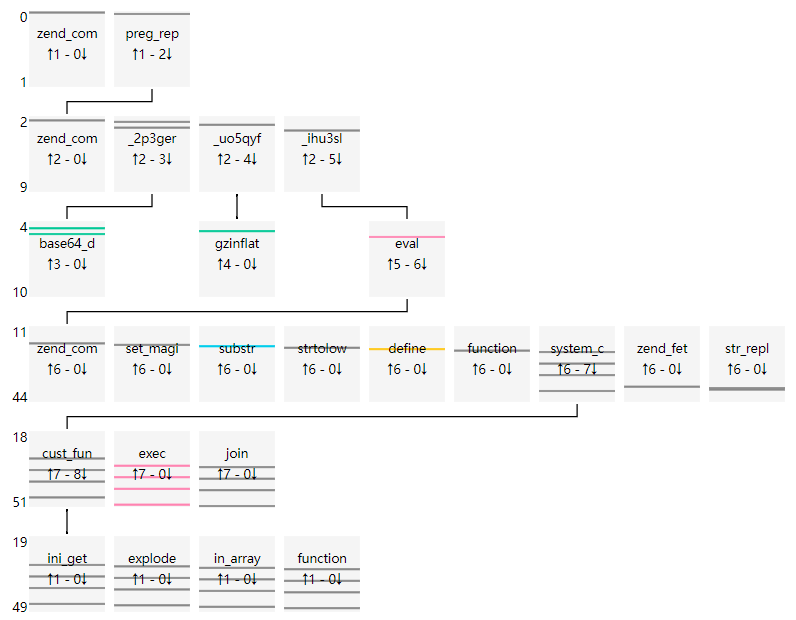 0
zend_com preg_rep
↑1 - 0↓ ↑1 - 2↓
1
2
zend_com _2p3ger _uo5qyf _ihu3sl
↑2 - 0↓ ↑2 - 3↓ ↑2 - 4↓ ↑2 - 5↓
9
4
base64_d gzinflat eval
↑3 - 0↓ ↑4 - 0↓ ↑5 - 6↓
10
11
zend_com set_magi substr strtolow define function system_c zend_fet str_repl
↑6 - 0↓ ↑6 - 0↓ ↑6 - 0↓ ↑6 - 0↓ ↑6 - 0↓ ↑6 - 0↓ ↑6 - 7↓ ↑6 - 0↓ ↑6 - 0↓
44
18
cust_fun exec join
↑7 - 8↓ ↑7 - 0↓ ↑7 - 0↓
51
19
ini_get explode in_array function
↑1 - 0↓ ↑1 - 0↓ ↑1 - 0↓ ↑1 - 0↓
49